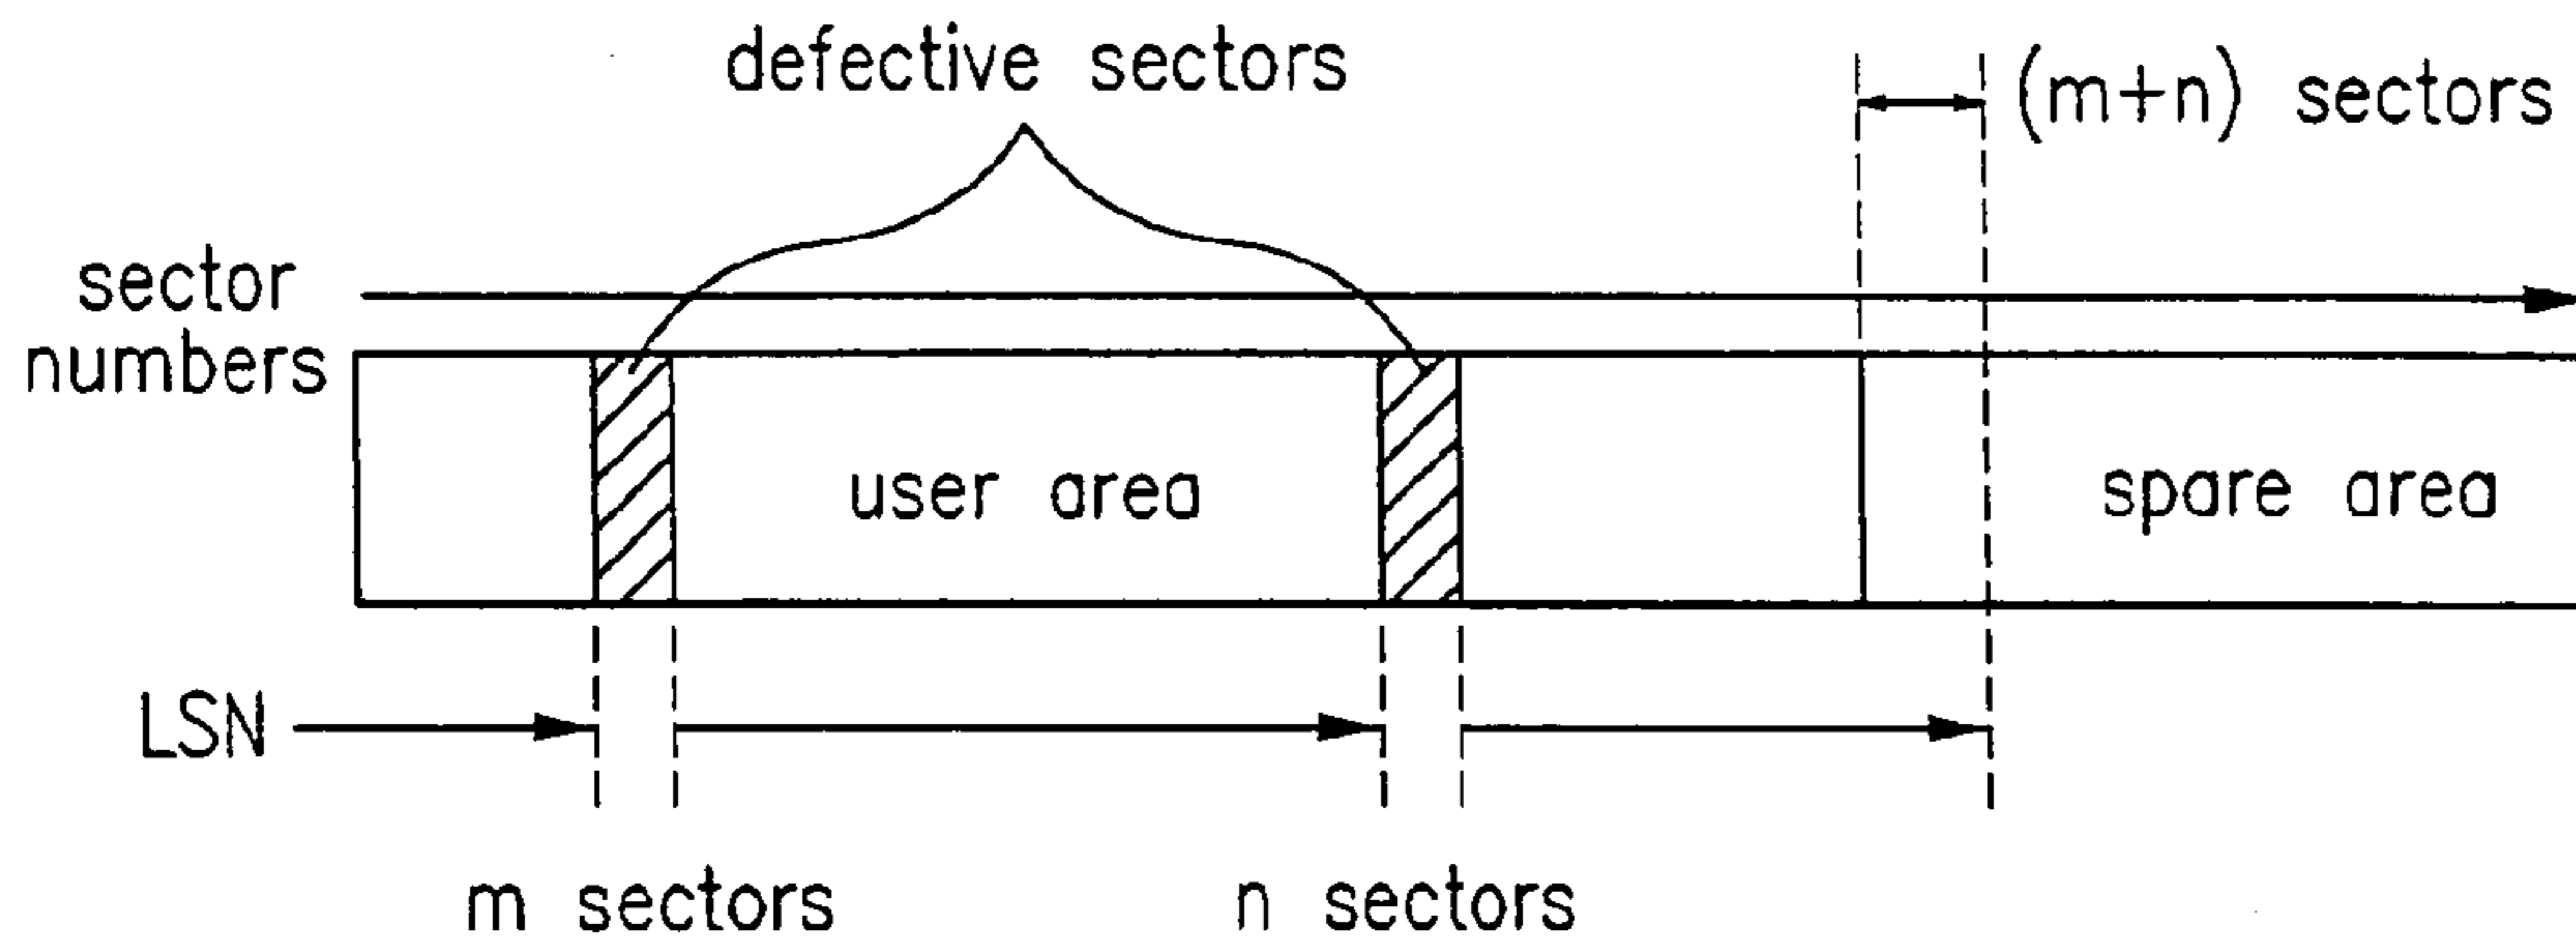 defective sectors
(m+n) sectors
sector
numbers
user area
spare area
LSN
m sectors
n sectors